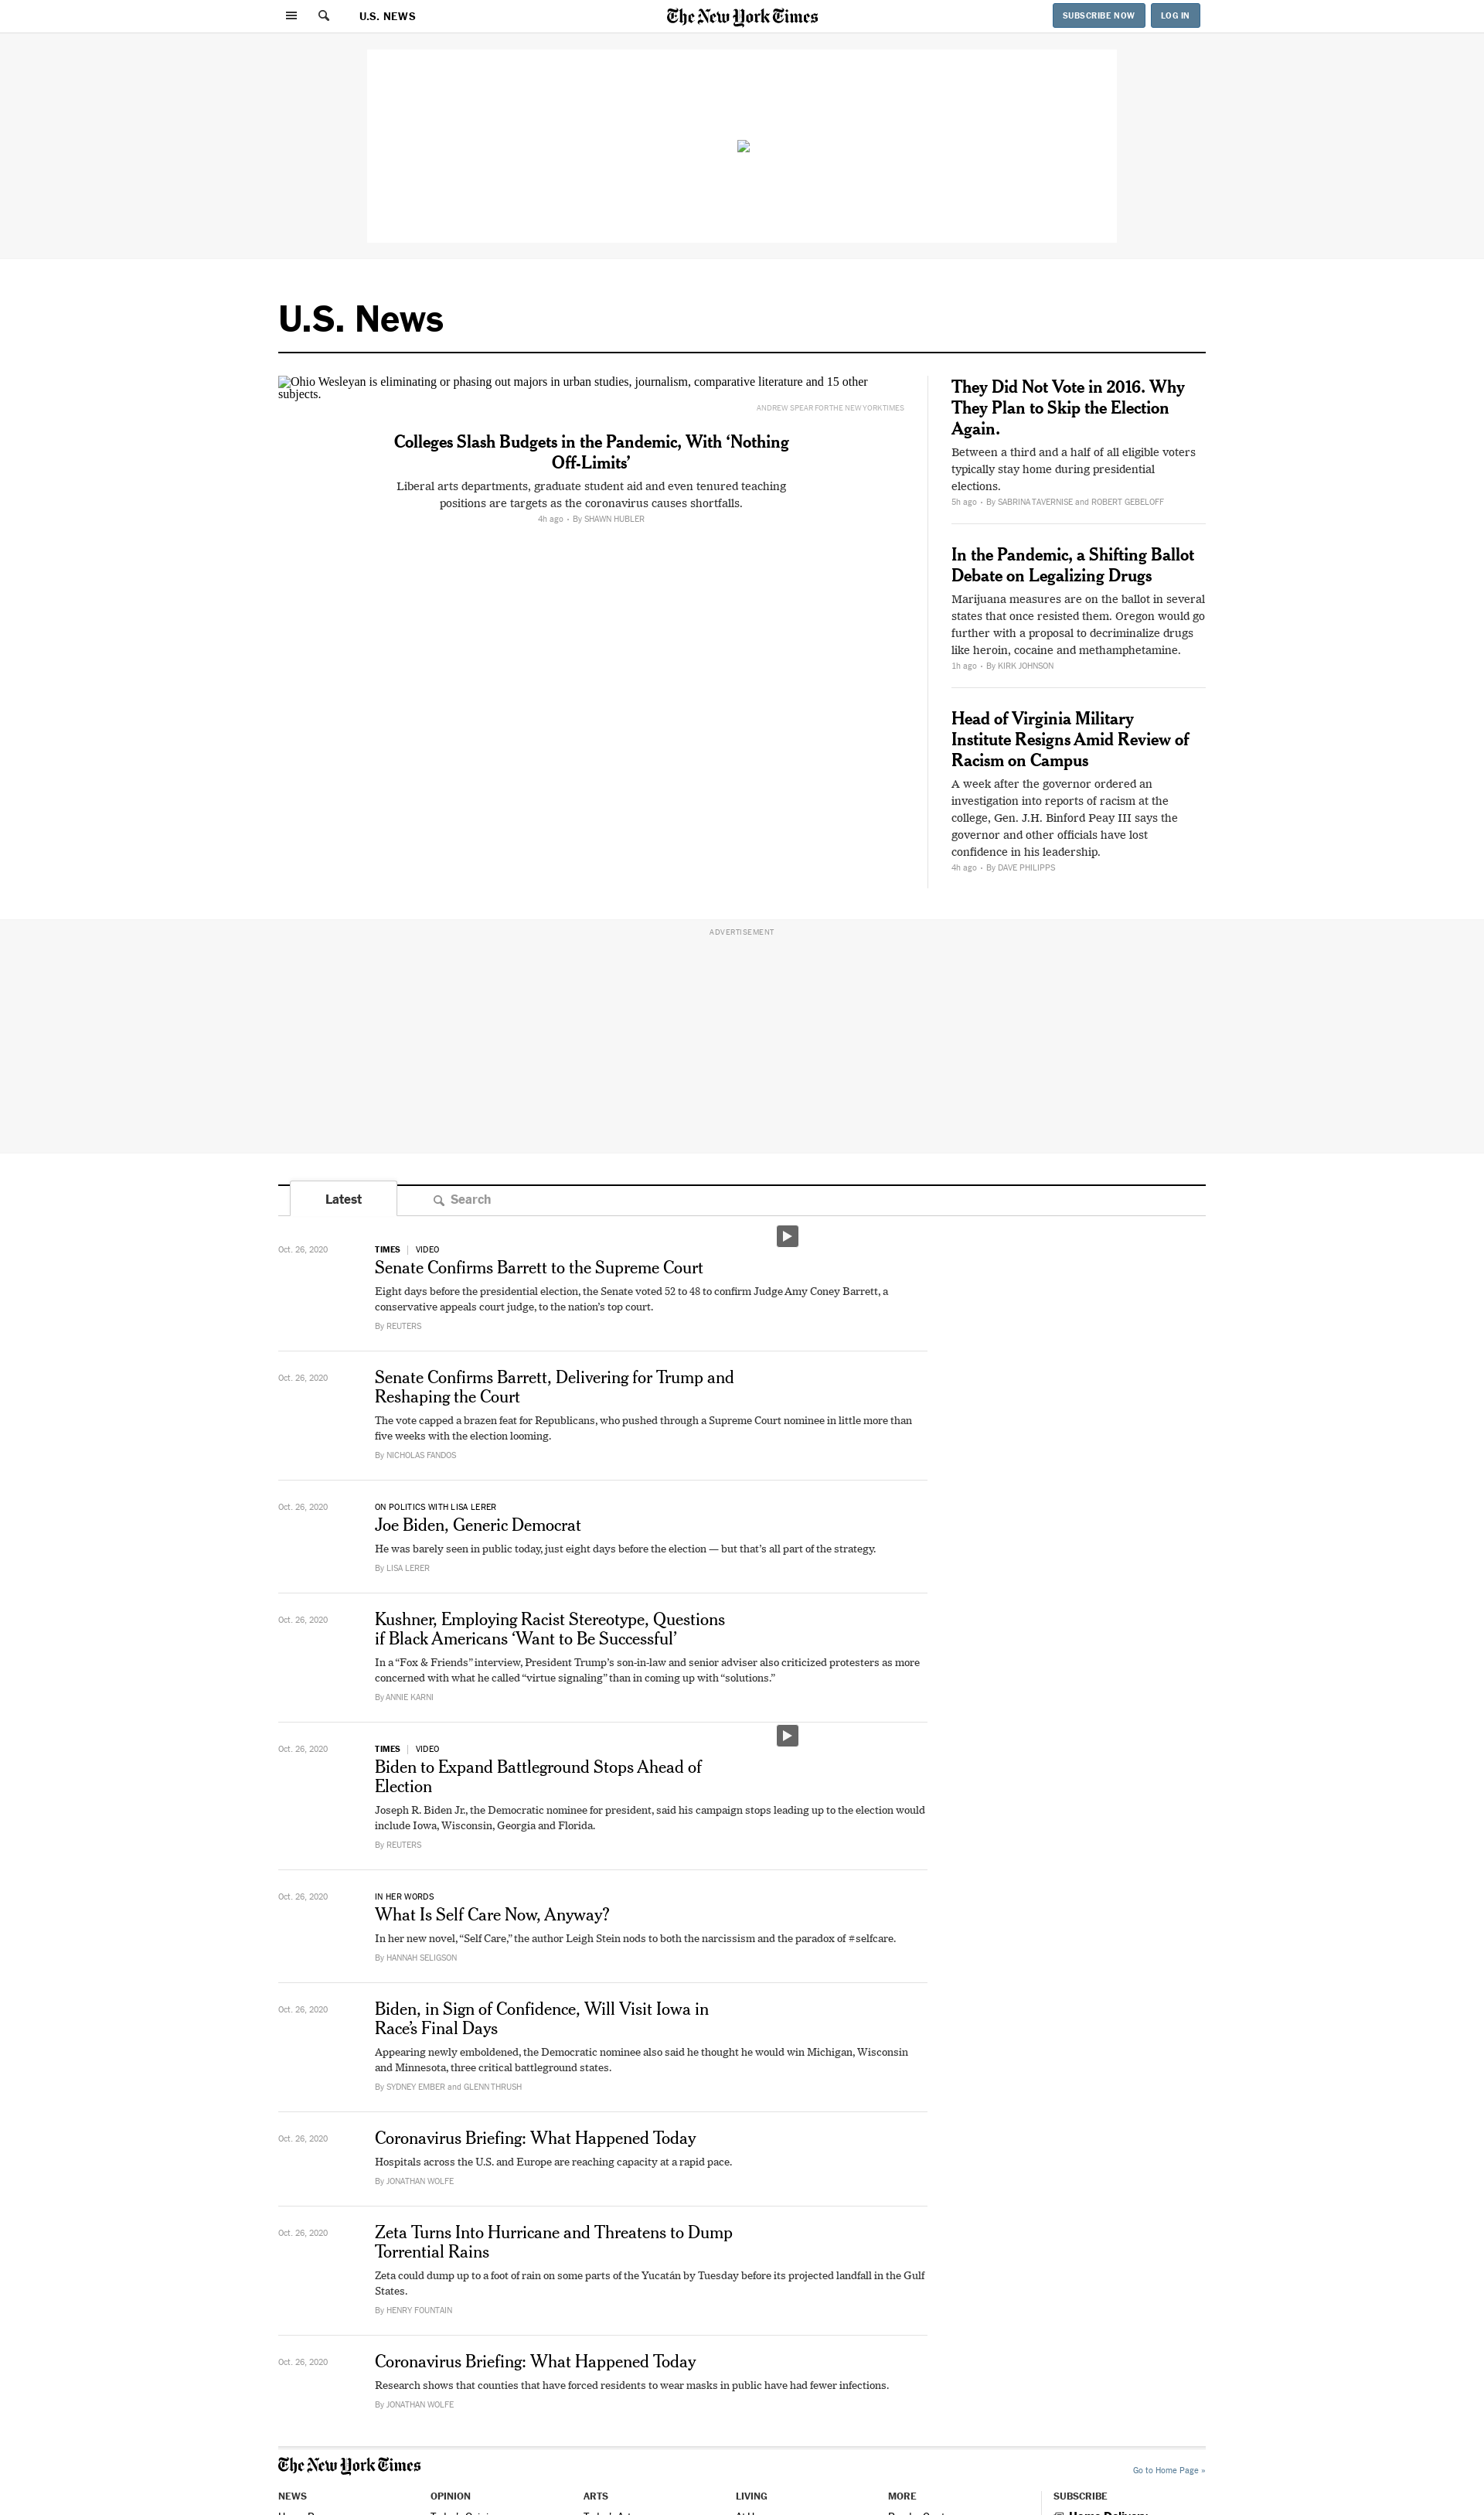 U.S. NEWS
The New York Times
SUBSCRIBE NOW
LOG IN
U.S. News
Ohio Wesleyan is eliminating or phasing out majors in urban studies, journalism, comparative literature and 15 other
subjects.
ANDREW SPEAR FOR THE NEW YORK TIMES
Colleges Slash Budgets in the Pandemic, With ‘Nothing
Off-Limits’
Liberal arts departments, graduate student aid and even tenured teaching
positions are targets as the coronavirus causes shortfalls.
4h ago • By SHAWN HUBLER
They Did Not Vote in 2016. Why
They Plan to Skip the Election
Again.
Between a third and a half of all eligible voters
typically stay home during presidential
elections.
5h ago • By SABRINA TAVERNISE and ROBERT GEBELOFF
In the Pandemic, a Shifting Ballot
Debate on Legalizing Drugs
Marijuana measures are on the ballot in several
states that once resisted them. Oregon would go
further with a proposal to decriminalize drugs
like heroin, cocaine and methamphetamine.
1h ago • By KIRK JOHNSON
Head of Virginia Military
Institute Resigns Amid Review of
Racism on Campus
A week after the governor ordered an
investigation into reports of racism at the
college, Gen. J.H. Binford Peay III says the
governor and other officials have lost
confidence in his leadership.
4h ago • By DAVE PHILIPPS
ADVERTISEMENT
Latest
Search
Oct. 26, 2020
TIMES | VIDEO
Senate Confirms Barrett to the Supreme Court
Eight days before the presidential election, the Senate voted 52 to 48 to confirm Judge Amy Coney Barrett, a
conservative appeals court judge, to the nation’s top court.
By REUTERS
Oct. 26, 2020
Senate Confirms Barrett, Delivering for Trump and
Reshaping the Court
The vote capped a brazen feat for Republicans, who pushed through a Supreme Court nominee in little more than
five weeks with the election looming.
By NICHOLAS FANDOS
Oct. 26, 2020
ON POLITICS WITH LISA LERER
Joe Biden, Generic Democrat
He was barely seen in public today, just eight days before the election — but that’s all part of the strategy.
By LISA LERER
Oct. 26, 2020
Kushner, Employing Racist Stereotype, Questions
if Black Americans ‘Want to Be Successful’
In a “Fox & Friends” interview, President Trump’s son-in-law and senior adviser also criticized protesters as more
concerned with what he called “virtue signaling” than in coming up with “solutions.”
By ANNIE KARNI
Oct. 26, 2020
TIMES | VIDEO
Biden to Expand Battleground Stops Ahead of
Election
Joseph R. Biden Jr., the Democratic nominee for president, said his campaign stops leading up to the election would
include Iowa, Wisconsin, Georgia and Florida.
By REUTERS
Oct. 26, 2020
IN HER WORDS
What Is Self Care Now, Anyway?
In her new novel, “Self Care,” the author Leigh Stein nods to both the narcissism and the paradox of #selfcare.
By HANNAH SELIGSON
Oct. 26, 2020
Biden, in Sign of Confidence, Will Visit Iowa in
Race’s Final Days
Appearing newly emboldened, the Democratic nominee also said he thought he would win Michigan, Wisconsin
and Minnesota, three critical battleground states.
By SYDNEY EMBER and GLENN THRUSH
Oct. 26, 2020
Coronavirus Briefing: What Happened Today
Hospitals across the U.S. and Europe are reaching capacity at a rapid pace.
By JONATHAN WOLFE
Oct. 26, 2020
Zeta Turns Into Hurricane and Threatens to Dump
Torrential Rains
Zeta could dump up to a foot of rain on some parts of the Yucatán by Tuesday before its projected landfall in the Gulf
States.
By HENRY FOUNTAIN
Oct. 26, 2020
Coronavirus Briefing: What Happened Today
Research shows that counties that have forced residents to wear masks in public have had fewer infections.
By JONATHAN WOLFE
The New York Times
Go to Home Page »
NEWS
OPINION
ARTS
LIVING
MORE
SUBSCRIBE